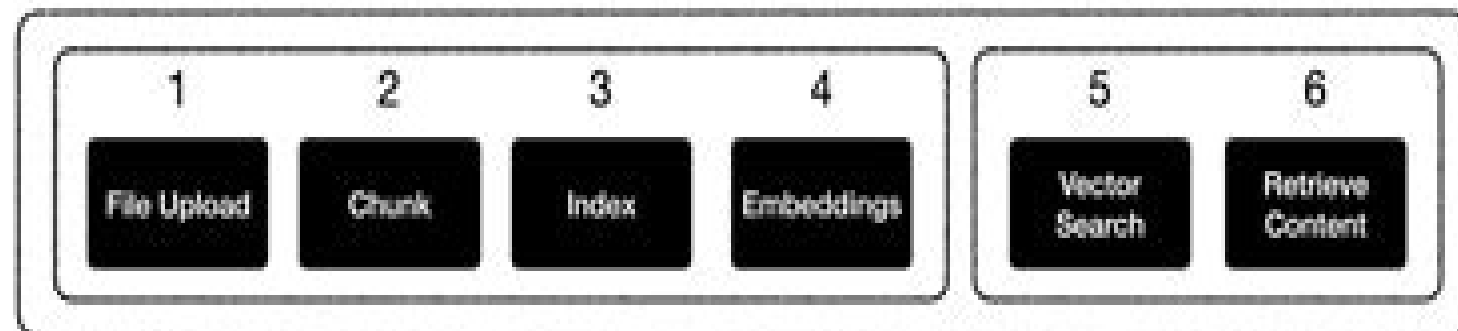 1
2
3
4
5
6
File Upload
Chunk
Index
Embeddings
Vector
Search
Retrieve
Content